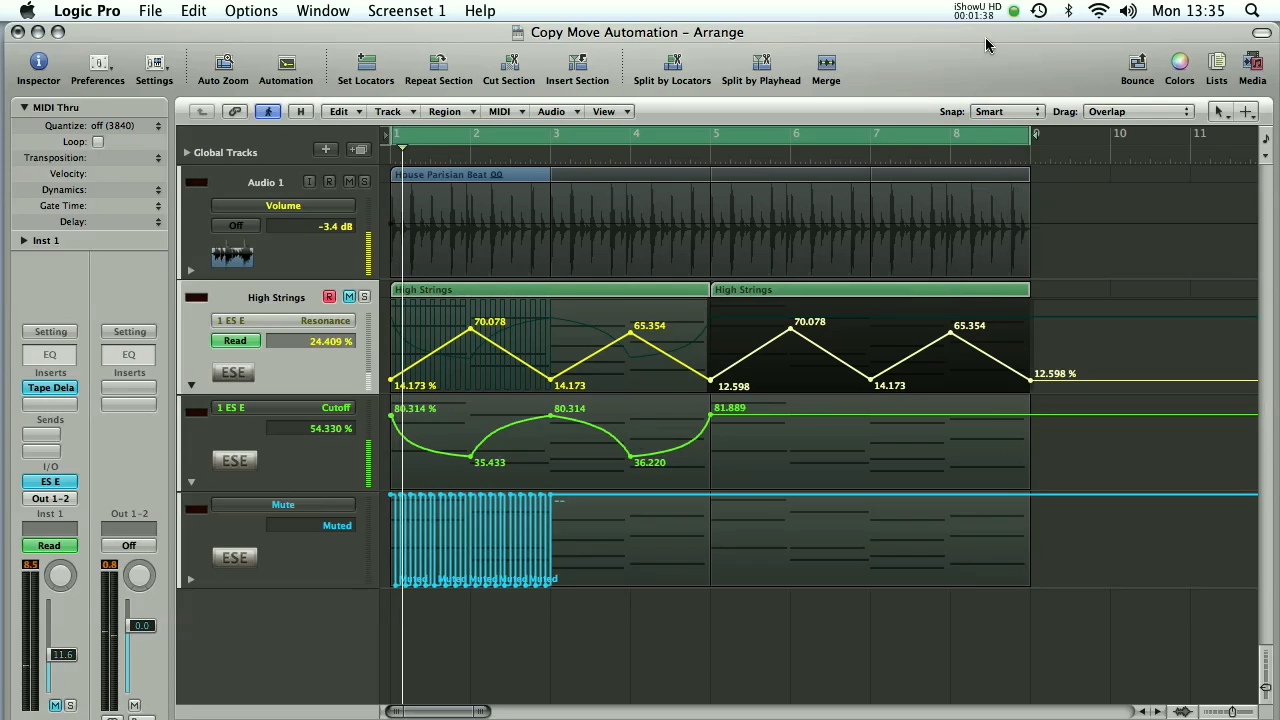 Logic Pro File Edit Options Window Screenset 1 Help iShowU HD 00:01:38 Mon 13:35
Copy Move Automation – Arrange
Inspector Preferences Settings Auto Zoom Automation Set Locators Repeat Section Cut Section Insert Section Split by Locators Split by Playhead Merge Bounce Colors Lists Media
MIDI Thru
H Edit Track Region MIDI Audio View Snap: Smart Drag: Overlap
Quantize: off (3840)
Loop:
Transposition:
Velocity:
Dynamics:
Gate Time:
Delay:
Inst 1
1 2 3 4 5 6 7 8 9 10 11
Global Tracks
Audio 1 I R M S
House Parisian Beat
Volume
Off -3.4 dB
High Strings R M S
High Strings High Strings
1 ES E Resonance
Read 24.409 %
ESE
70.078 65.354 70.078 65.354
14.173 % 14.173 12.598 14.173 12.598 %
1 ES E Cutoff
54.330 %
ESE
80.314 % 80.314 81.889
35.433 36.220
Mute
Muted
ESE
--
Muted Muted Muted Muted Muted
Setting Setting
EQ EQ
Inserts Inserts
Tape Dela
Sends
I/O
ES E
Out 1-2
Inst 1 Out 1-2
Read Off
8.5 0.8
0.0
11.6
M S M